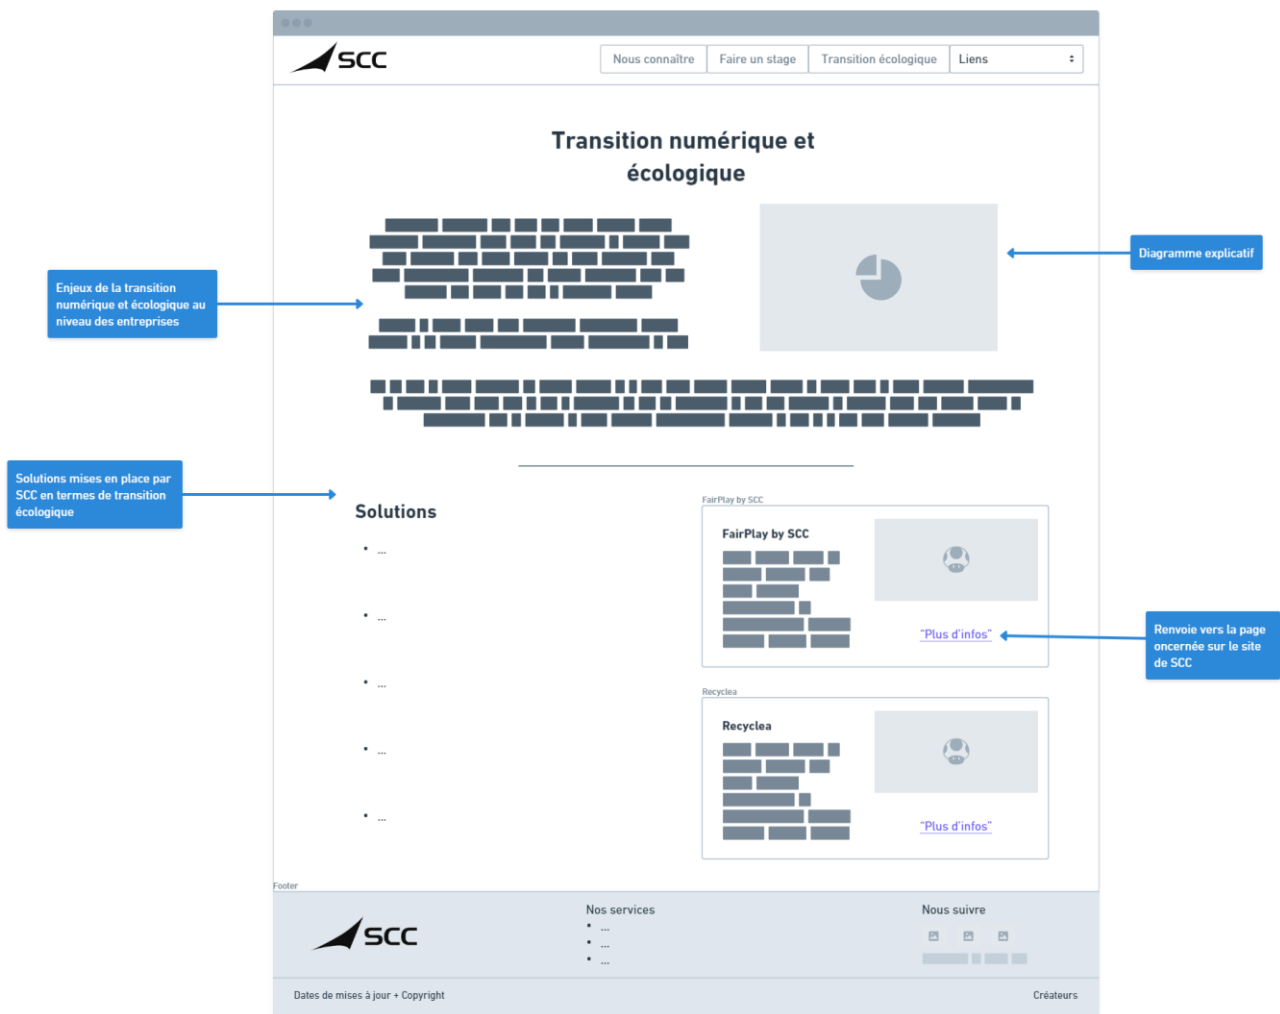 SCC
Nous connaître
Faire un stage
Transition écologique
Liens
Transition numérique et
écologique
Diagramme explicatif
Enjeux de la transition
numérique et écologique au
niveau des entreprises
Solutions mises en place par
SCC en termes de transition
écologique
Solutions
• ...
• ...
• ...
• ...
• ...
FairPlay by SCC
FairPlay by SCC
"Plus d'infos"
Renvoie vers la page
oncernée sur le site
de SCC
Recyclea
Recyclea
"Plus d'infos"
Footer
SCC
Nos services
• ...
• ...
• ...
Nous suivre
Dates de mises à jour + Copyright
Créateurs